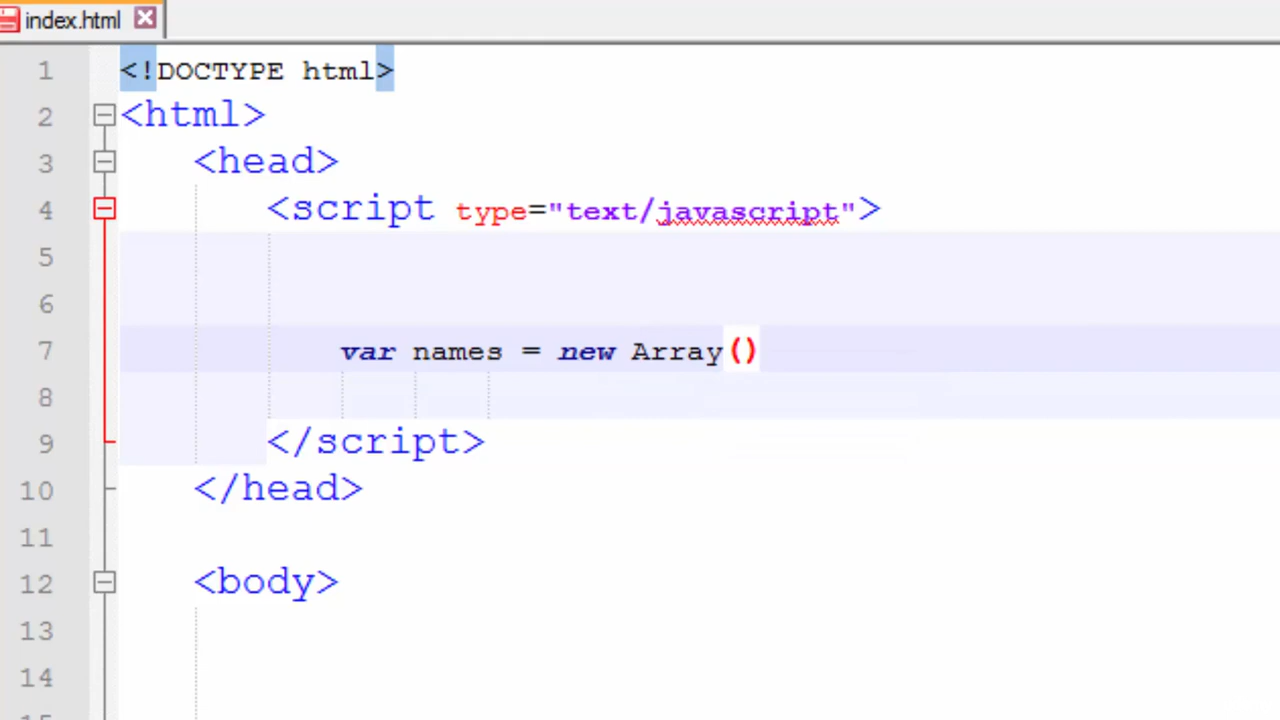 index.html
1 <!DOCTYPE html>
2 <html>
3 <head>
4 <script type="text/javascript">
5
6
7 var names = new Array()
8
9 </script>
10 </head>
11
12 <body>
13
14